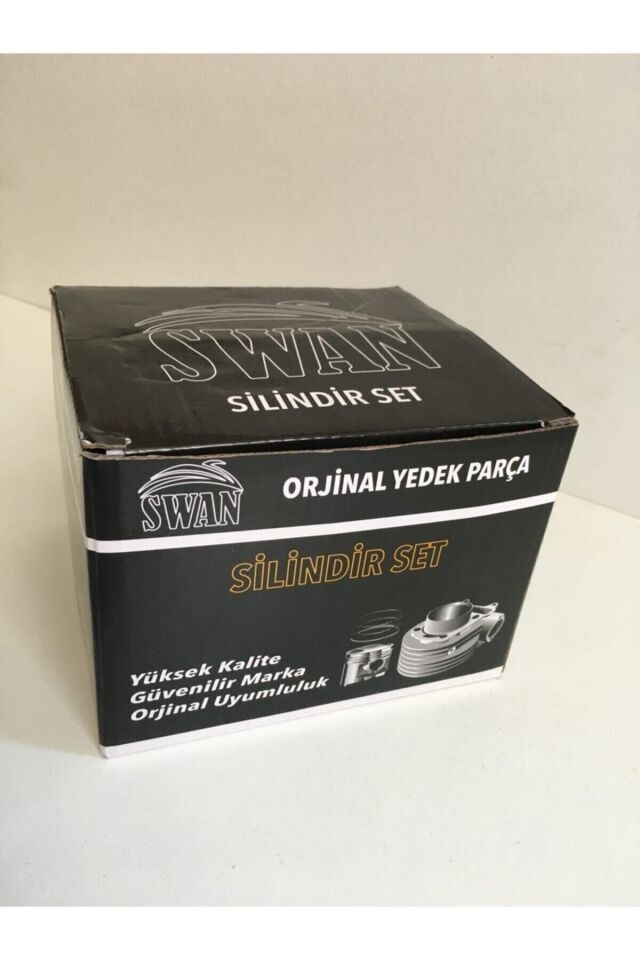 SWAN
SİLİNDİR SET
SWAN
ORJİNAL YEDEK PARÇA
SİLİNDİR SET
Yüksek Kalite
Güvenilir Marka
Orjinal Uyumluluk